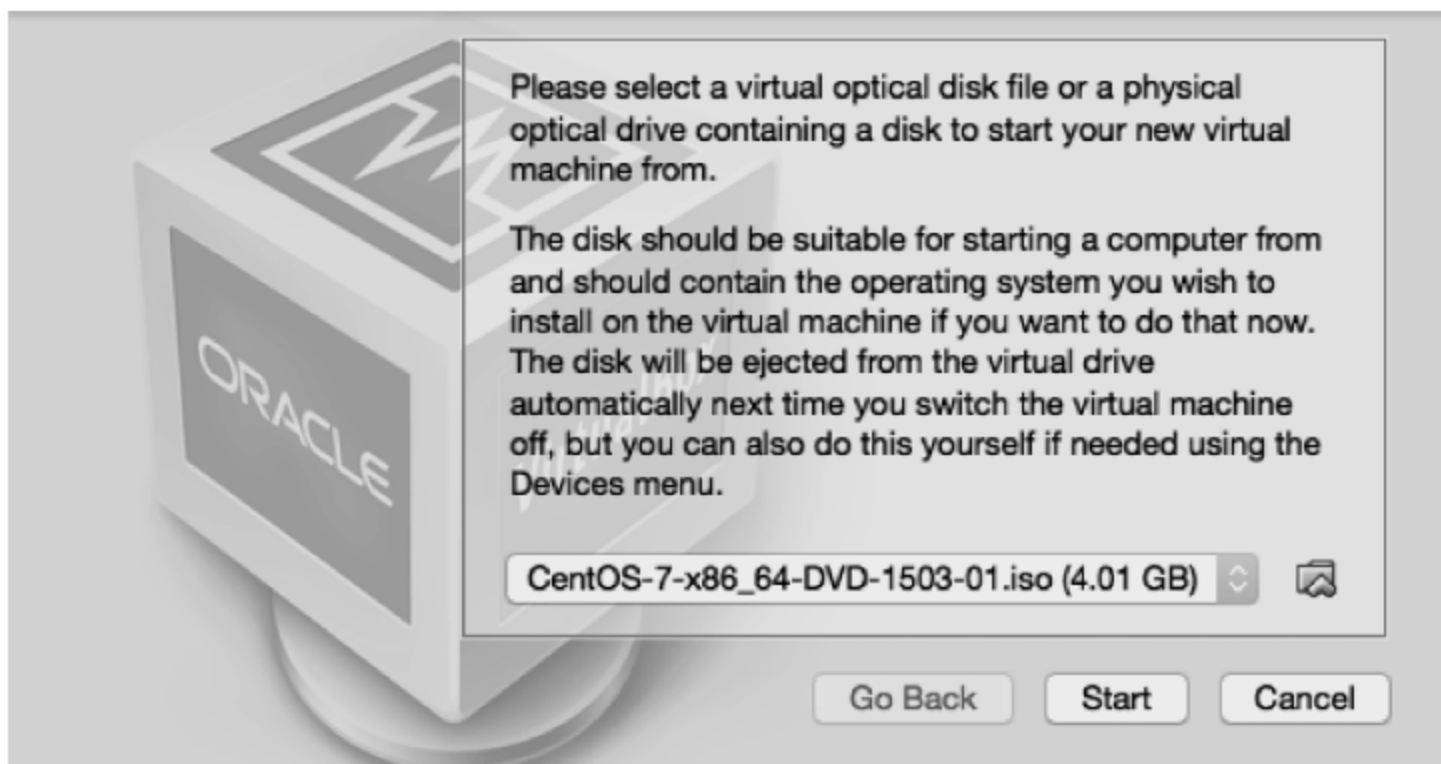 Please select a virtual optical disk file or a physical
optical drive containing a disk to start your new virtual
machine from.
The disk should be suitable for starting a computer from
and should contain the operating system you wish to
install on the virtual machine if you want to do that now.
The disk will be ejected from the virtual drive
automatically next time you switch the virtual machine
off, but you can also do this yourself if needed using the
Devices menu.
ORACLE
VirtualBox
CentOS-7-x86_64-DVD-1503-01.iso (4.01 GB)
Go Back
Start
Cancel